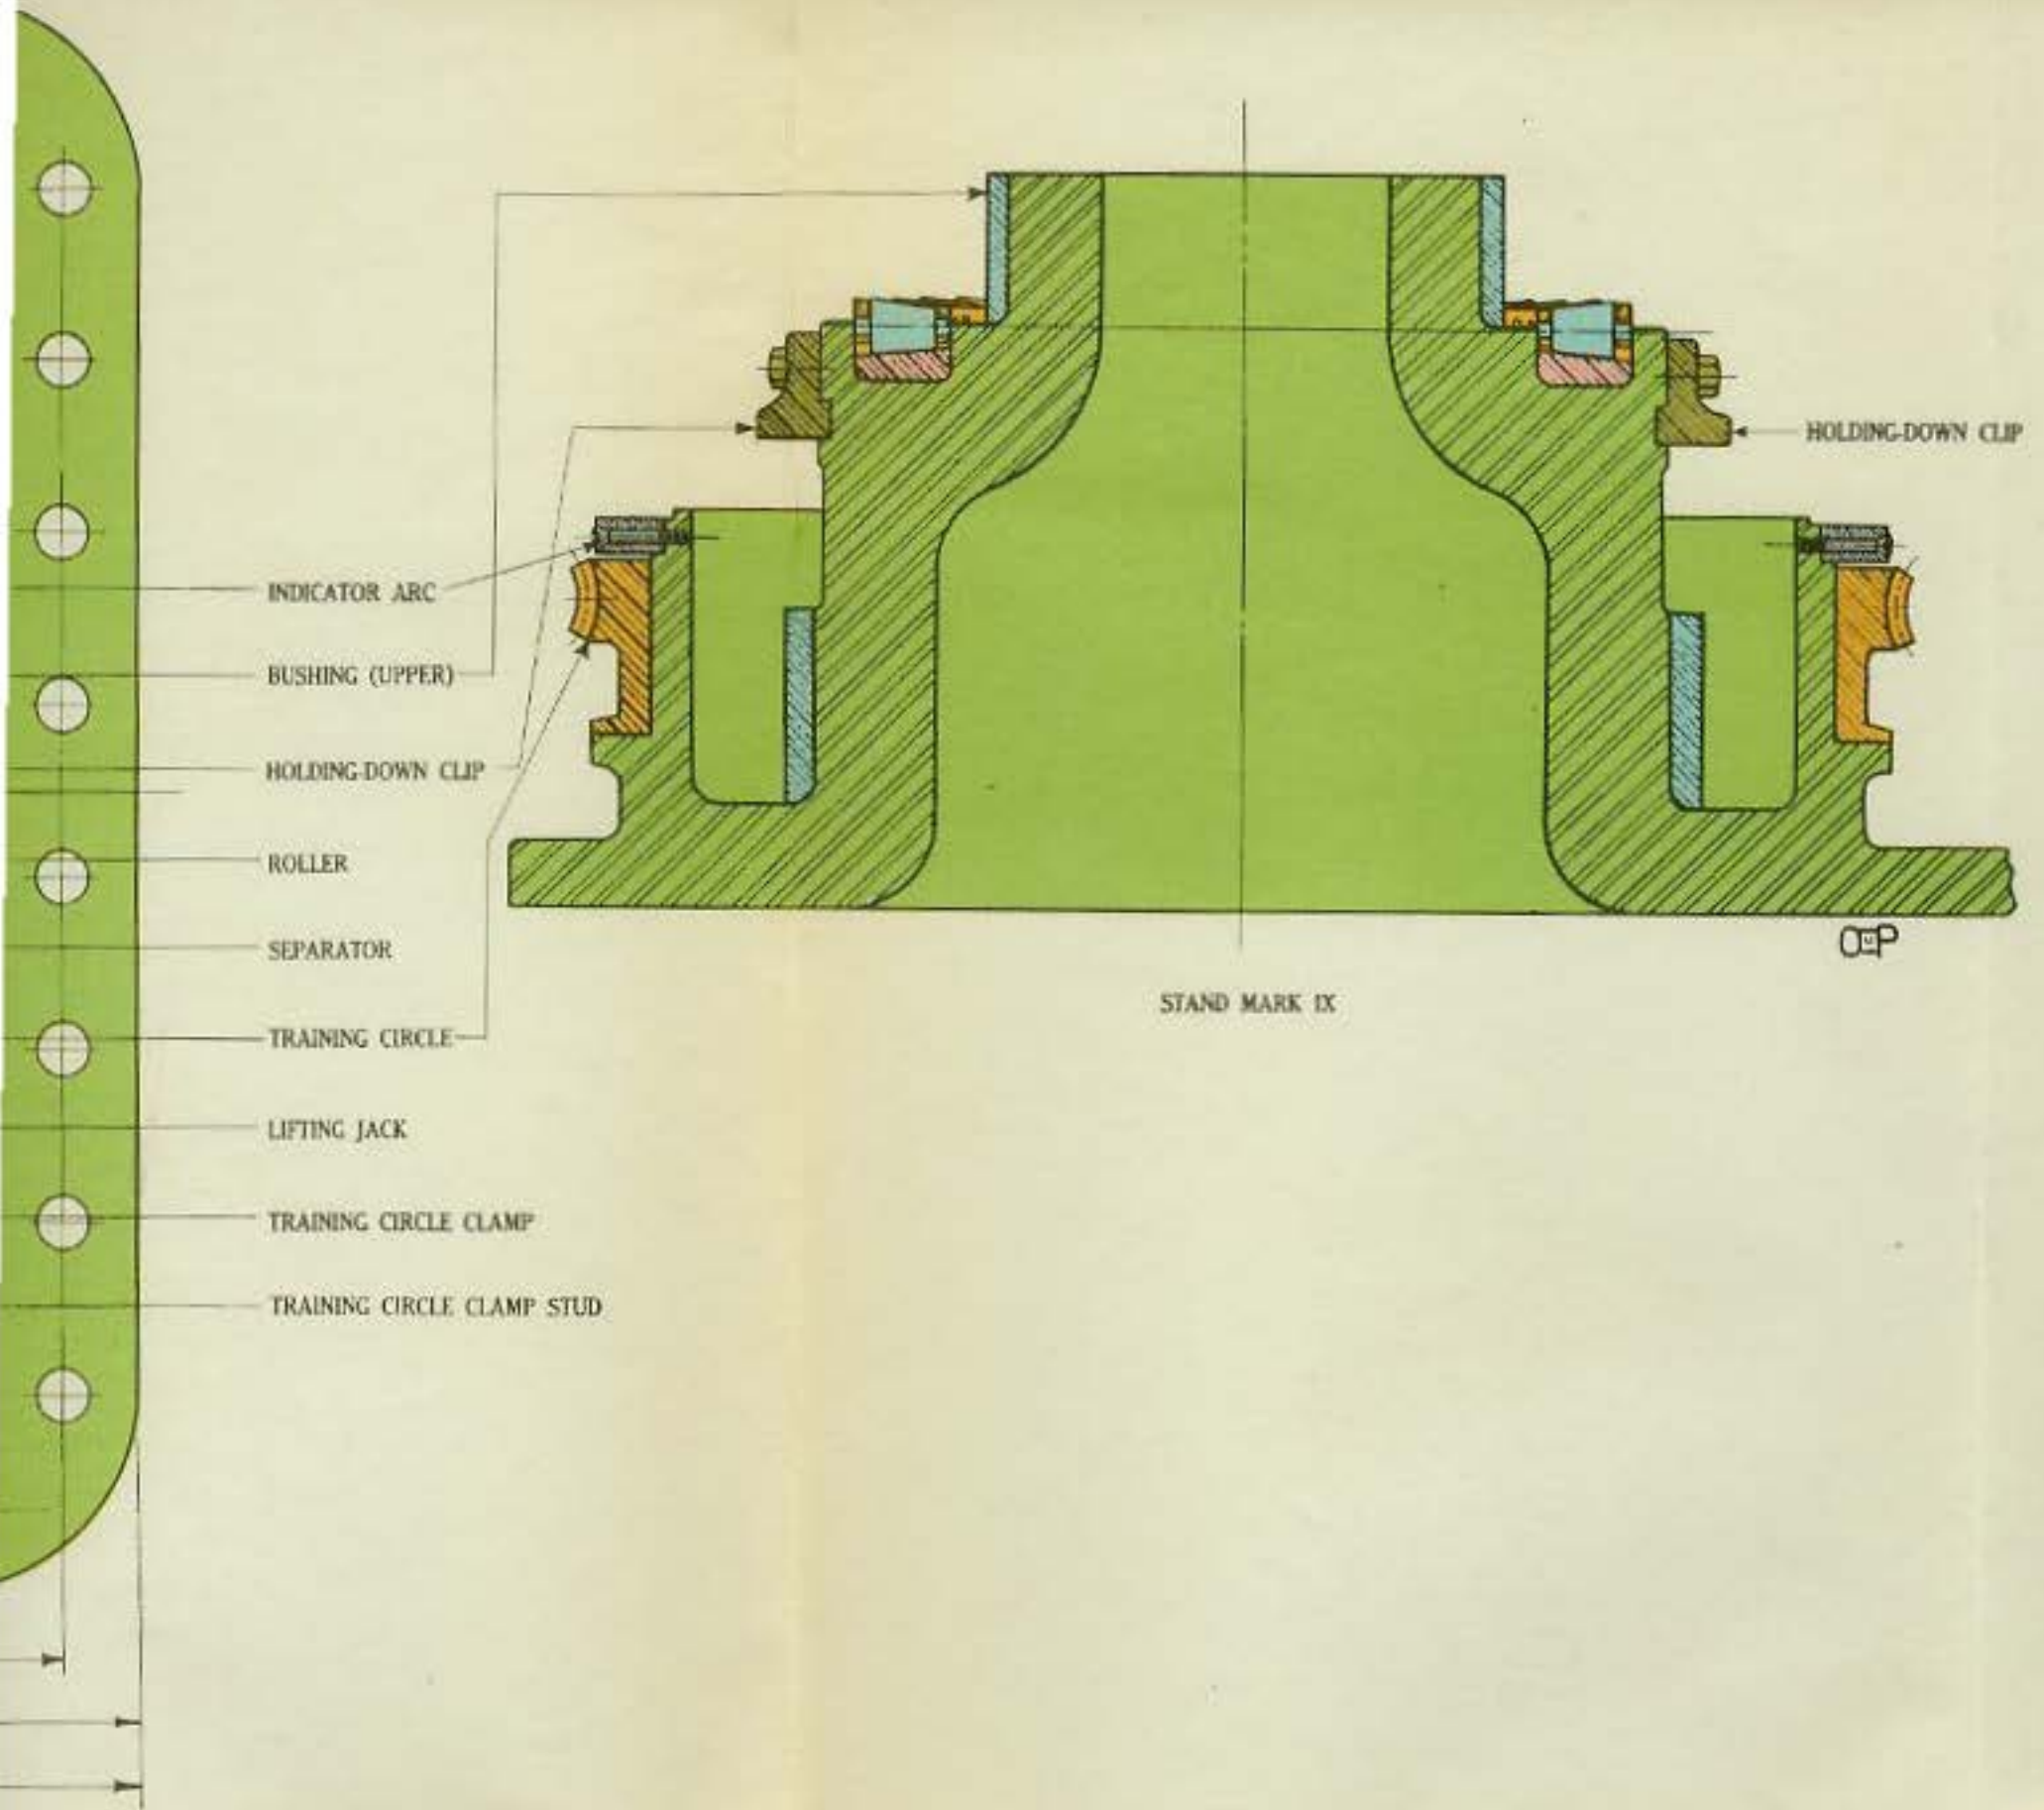 HOLDING-DOWN CLIP
INDICATOR ARC
BUSHING (UPPER)
HOLDING-DOWN CLIP
ROLLER
SEPARATOR
STAND MARK IX
TRAINING CIRCLE
LIFTING JACK
TRAINING CIRCLE CLAMP
TRAINING CIRCLE CLAMP STUD